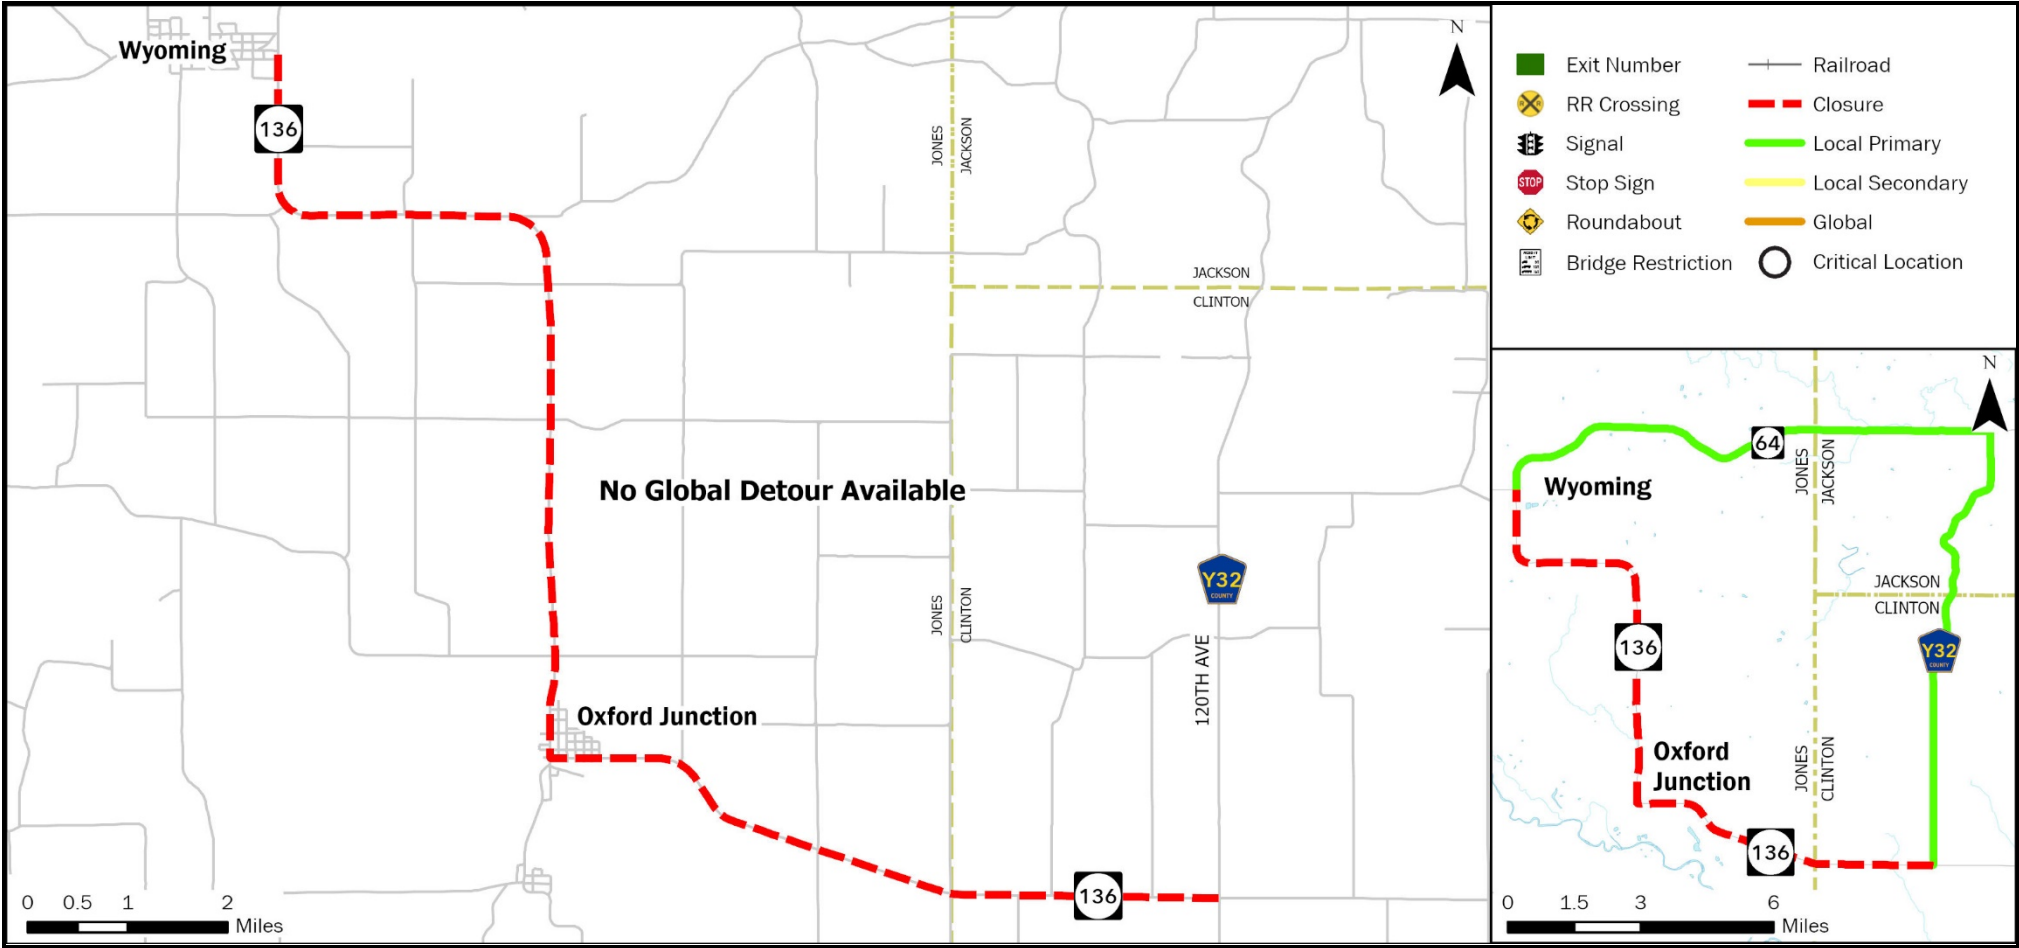 Wyoming
N
136
JONES
JACKSON
JACKSON
CLINTON
No Global Detour Available
Y32
COUNTY
JONES
CLINTON
120TH AVE
Oxford Junction
136
0 0.5 1 2
Miles
Exit Number
RR Crossing
Signal
STOP
Stop Sign
Roundabout
Bridge Restriction
Railroad
Closure
Local Primary
Local Secondary
Global
Critical Location
N
64
JONES
JACKSON
Wyoming
JACKSON
CLINTON
136
Y32
COUNTY
Oxford
Junction
JONES
CLINTON
136
0 1.5 3 6
Miles